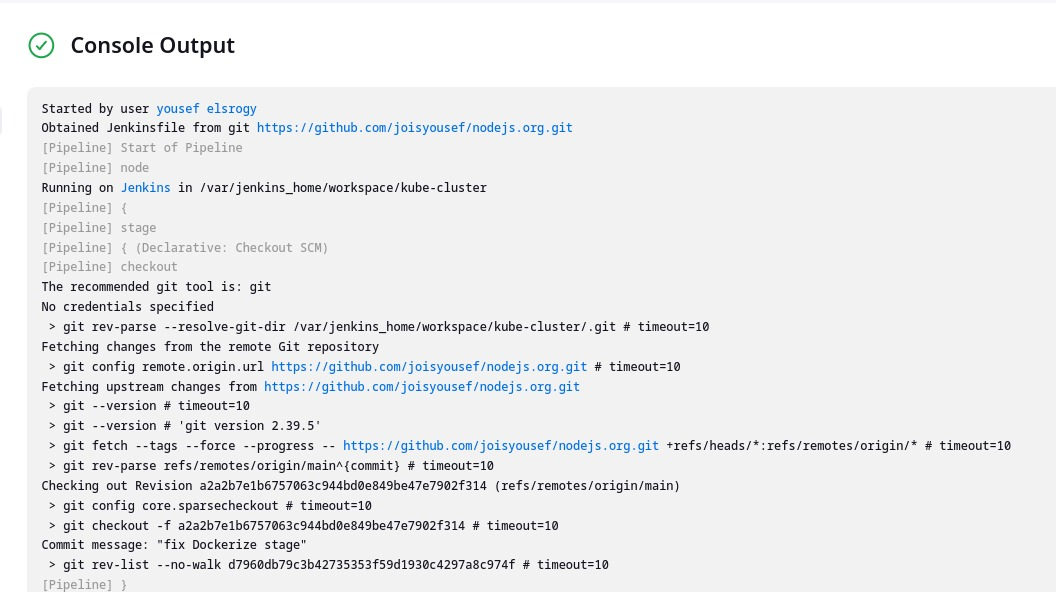 Console Output
Started by user yousef elsrogy
Obtained Jenkinsfile from git https://github.com/joisyousef/nodejs.org.git
[Pipeline] Start of Pipeline
[Pipeline] node
Running on Jenkins in /var/jenkins_home/workspace/kube-cluster
[Pipeline] {
[Pipeline] stage
[Pipeline] { (Declarative: Checkout SCM)
[Pipeline] checkout
The recommended git tool is: git
No credentials specified
 > git rev-parse --resolve-git-dir /var/jenkins_home/workspace/kube-cluster/.git # timeout=10
Fetching changes from the remote Git repository
 > git config remote.origin.url https://github.com/joisyousef/nodejs.org.git # timeout=10
Fetching upstream changes from https://github.com/joisyousef/nodejs.org.git
 > git --version # timeout=10
 > git --version # 'git version 2.39.5'
 > git fetch --tags --force --progress -- https://github.com/joisyousef/nodejs.org.git +refs/heads/*:refs/remotes/origin/* # timeout=10
 > git rev-parse refs/remotes/origin/main^{commit} # timeout=10
Checking out Revision a2a2b7e1b6757063c944bd0e849be47e7902f314 (refs/remotes/origin/main)
 > git config core.sparsecheckout # timeout=10
 > git checkout -f a2a2b7e1b6757063c944bd0e849be47e7902f314 # timeout=10
Commit message: "fix Dockerize stage"
 > git rev-list --no-walk d7960db79c3b42735353f59d1930c4297a8c974f # timeout=10
[Pipeline] }